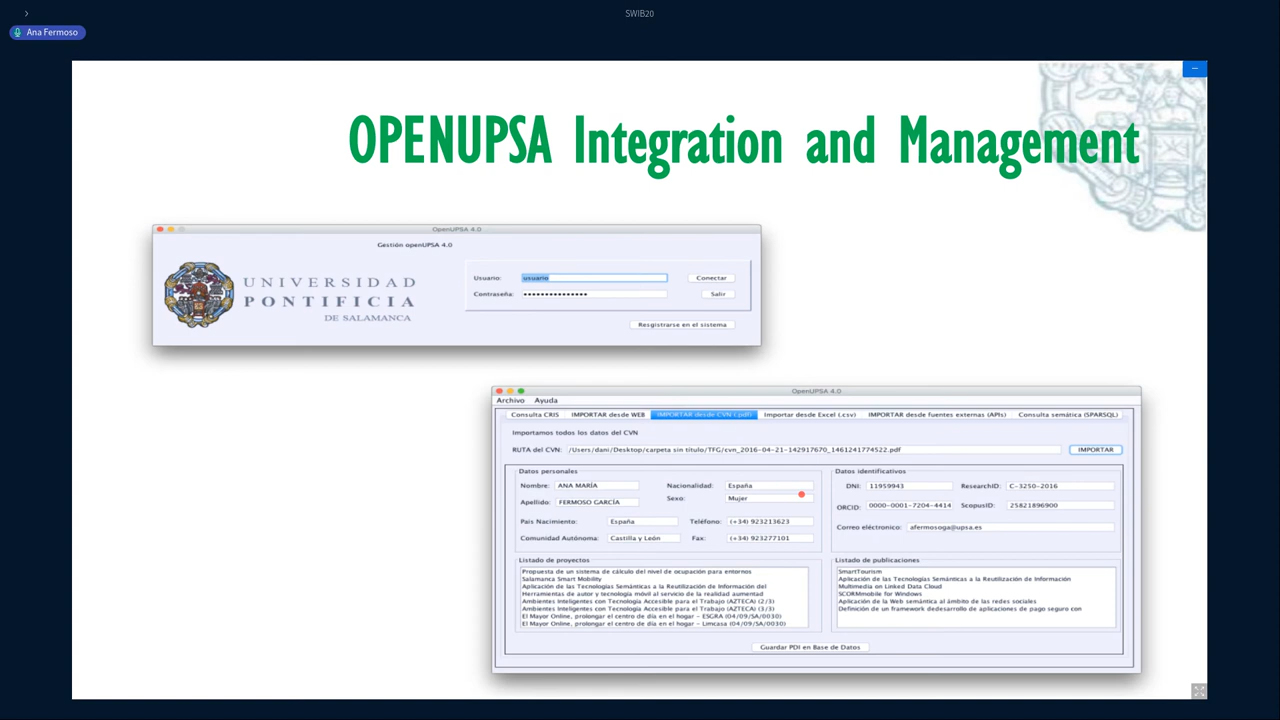 SWIB20
Ana Fermoso
OPENUPSA Integration and Management
OpenUPSA 4.0
Gestión openUPSA 4.0
UNIVERSIDAD
PONTIFICIA
DE SALAMANCA
Usuario: usuario Conectar
Contraseña: ••••••••••••••• Salir
Resgistrarse en el sistema
OpenUPSA 4.0
Archivo Ayuda
Consulta CRIS IMPORTAR desde WEB IMPORTAR desde CVN (.pdf) Importar desde Excel (.csv) IMPORTAR desde fuentes externas (APIs) Consulta semática (SPARSQL)
Importamos todos los datos del CVN
RUTA del CVN: /Users/dani/Desktop/carpeta sin título/TFG/cvn_2016-04-21-142917670_1461241774522.pdf IMPORTAR
Datos personales
Nombre: ANA MARÍA Nacionalidad: España
Apellido: FERMOSO GARCÍA Sexo: Mujer
Pais Nacimiento: España Teléfono: (+34) 923213623
Comunidad Autónoma: Castilla y León Fax: (+34) 923277101
Datos identificativos
DNI: 11959943 ResearchID: C-3250-2016
ORCID: 0000-0001-7204-4414 ScopusID: 25821896900
Correo eléctronico: afermosoga@upsa.es
Listado de proyectos
Propuesta de un sistema de cálculo del nivel de ocupación para entornos
Salamanca Smart Mobility
Aplicación de las Tecnologías Semánticas a la Reutilización de Información del
Herramientas de autor y tecnología móvil al servicio de la realidad aumentad
Ambientes Inteligentes con Tecnología Accesible para el Trabajo (AZTECA) (2/3)
Ambientes Inteligentes con Tecnología Accesible para el Trabajo (AZTECA) (3/3)
El Mayor Online, prolongar el centro de día en el hogar - ESGRA (04/09/SA/0030)
El Mayor Online, prolongar el centro de día en el hogar - Limcasa (04/09/SA/0030)
Listado de publicaciones
SmartTourism
Aplicación de las Tecnologías Semánticas a la Reutilización de Información
Multimedia on Linked Data Cloud
SCORMmobile for Windows
Aplicación de la Web semática al ámbito de las redes sociales
Definición de un framework dedesarrollo de aplicaciones de pago seguro con
Guardar PDI en Base de Datos